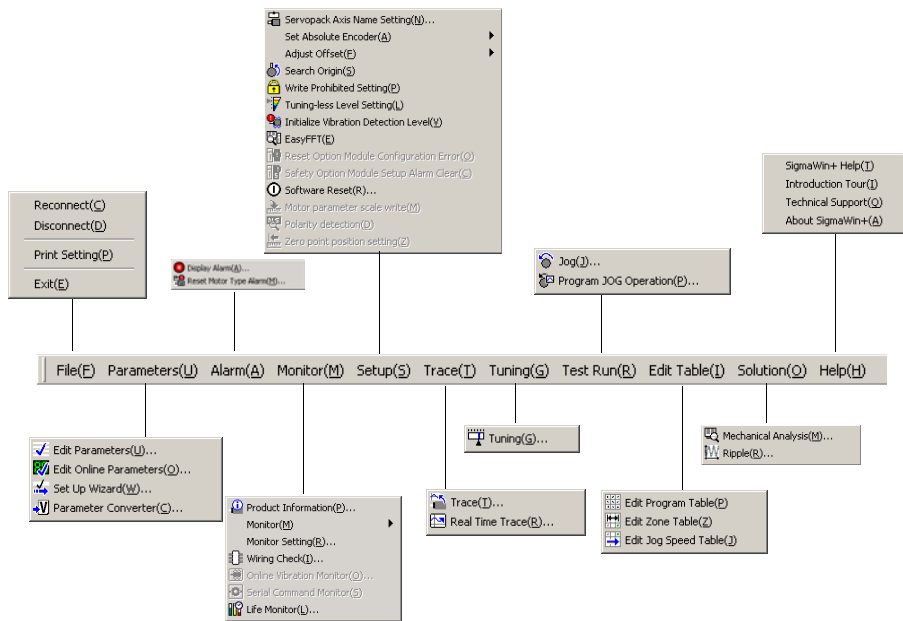 Servopack Axis Name Setting(N)...
Set Absolute Encoder(A)
Adjust Offset(F)
Search Origin(S)
Write Prohibited Setting(P)
Tuning-less Level Setting(L)
Initialize Vibration Detection Level(V)
EasyFFT(E)
Reset Option Module Configuration Error(O)
Safety Option Module Setup Alarm Clear(C)
Software Reset(R)...
Motor parameter scale write(M)
Polarity detection(D)
Zero point position setting(Z)
SigmaWin+ Help(T)
Introduction Tour(I)
Technical Support(O)
About SigmaWin+(A)
Reconnect(C)
Disconnect(D)
Print Setting(P)
Exit(E)
Display Alarm(A)...
Reset Motor Type Alarm(M)...
Jog(J)...
Program JOG Operation(P)...
File(F) Parameters(U) Alarm(A) Monitor(M) Setup(S) Trace(T) Tuning(G) Test Run(R) Edit Table(I) Solution(O) Help(H)
Edit Parameters(U)...
Edit Online Parameters(O)...
Set Up Wizard(W)...
Parameter Converter(C)...
Product Information(P)...
Monitor(M)
Monitor Setting(R)...
Wiring Check(I)...
Online Vibration Monitor(O)...
Serial Command Monitor(S)
Life Monitor(L)...
Tuning(G)...
Trace(T)...
Real Time Trace(R)...
Mechanical Analysis(M)...
Ripple(R)...
Edit Program Table(P)
Edit Zone Table(Z)
Edit Jog Speed Table(J)